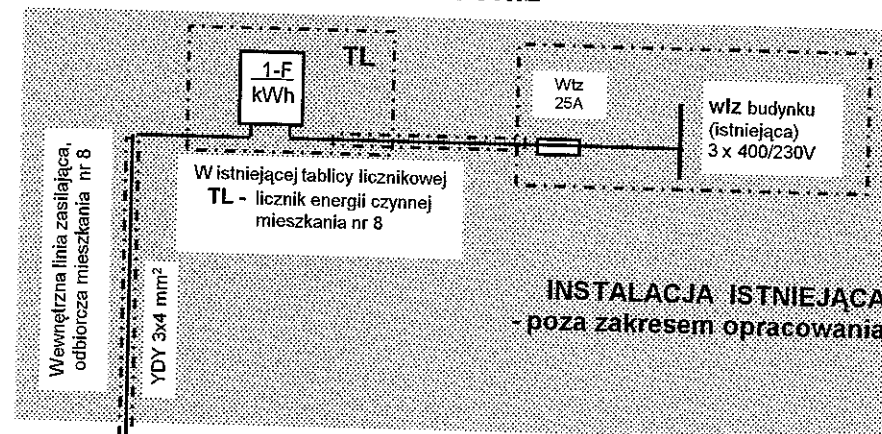 1-F
kWh
TL
Wtz
25A
wlz budynku
(istniejąca)
3 x 400/230V
W istniejącej tablicy licznikowej
TL - licznik energii czynnej
mieszkania nr 8
Wewnętrzna linia zasilająca,
odbiorcza mieszkania nr 8
YDY 3x4 mm²
INSTALACJA ISTNIEJĄCA
- poza zakresem opracowania